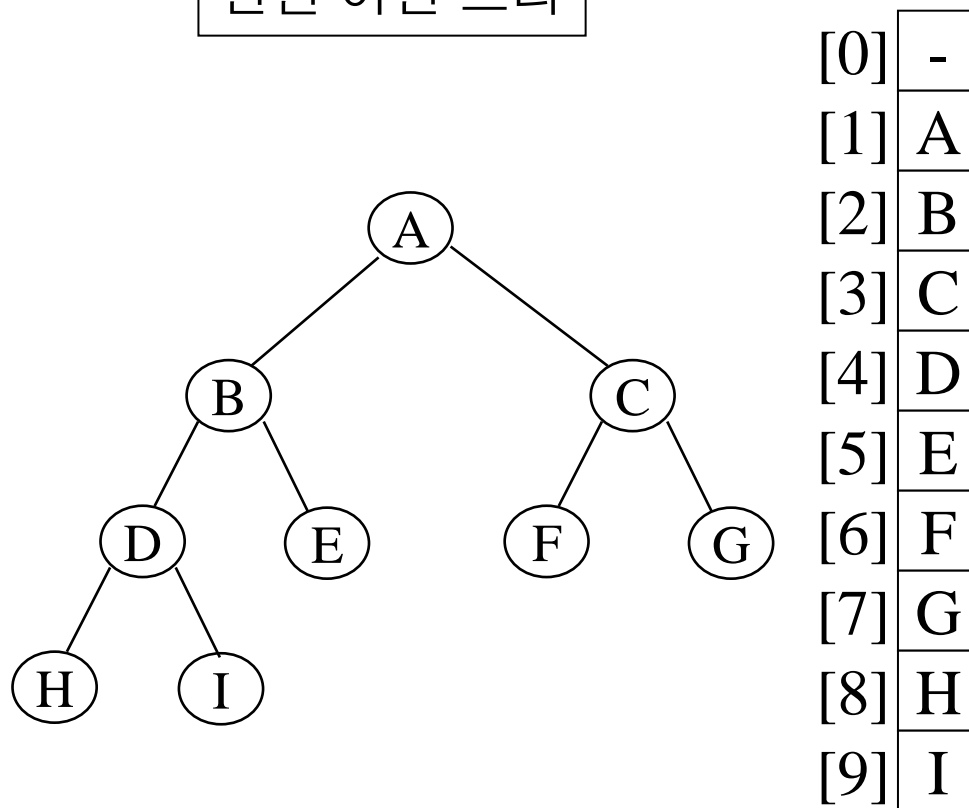 A
B C
D E F G
H I
[0] -
[1] A
[2] B
[3] C
[4] D
[5] E
[6] F
[7] G
[8] H
[9] I